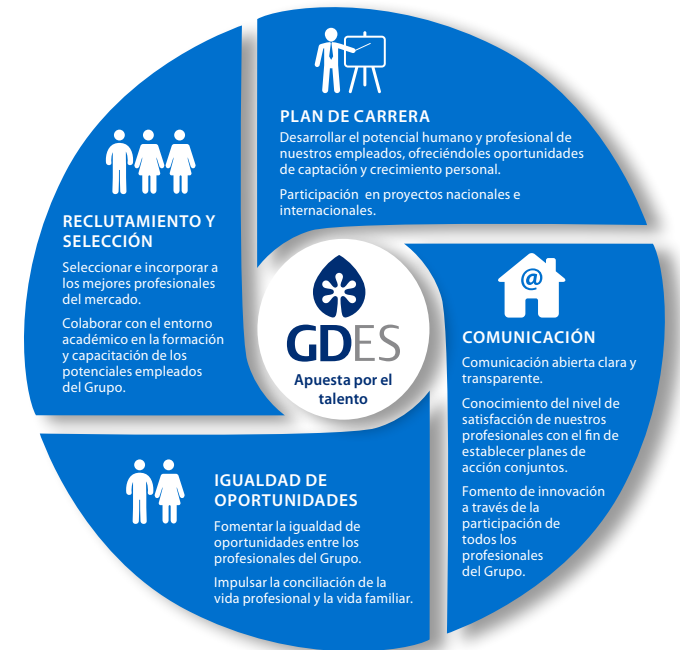 PLAN DE CARRERA
Desarrollar el potencial humano y profesional de
nuestros empleados, ofreciéndoles oportunidades
de captación y crecimiento personal.
Participación en proyectos nacionales e
internacionales.
RECLUTAMIENTO Y
SELECCIÓN
Seleccionar e incorporar a
los mejores profesionales
del mercado.
Colaborar con el entorno
académico en la formación
y capacitación de los
potenciales empleados
del Grupo.
GDES
Apuesta por el
talento
@
COMUNICACIÓN
Comunicación abierta clara y
transparente.
Conocimiento del nivel de
satisfacción de nuestros
profesionales con el fin de
establecer planes de
acción conjuntos.
Fomento de innovación
a través de la
participación de
todos los
profesionales
del Grupo.
IGUALDAD DE
OPORTUNIDADES
Fomentar la igualdad de
oportunidades entre los
profesionales del Grupo.
Impulsar la conciliación de la
vida profesional y la vida familiar.